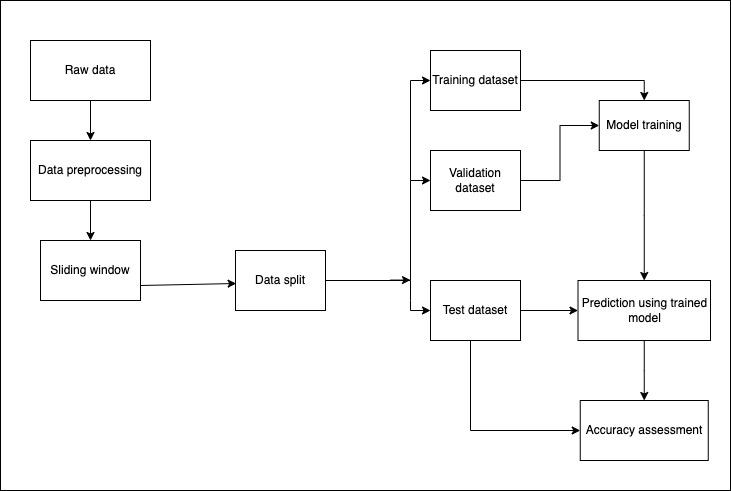 Raw data
Data preprocessing
Sliding window
Data split
Training dataset
Validation
dataset
Test dataset
Model training
Prediction using trained
model
Accuracy assessment